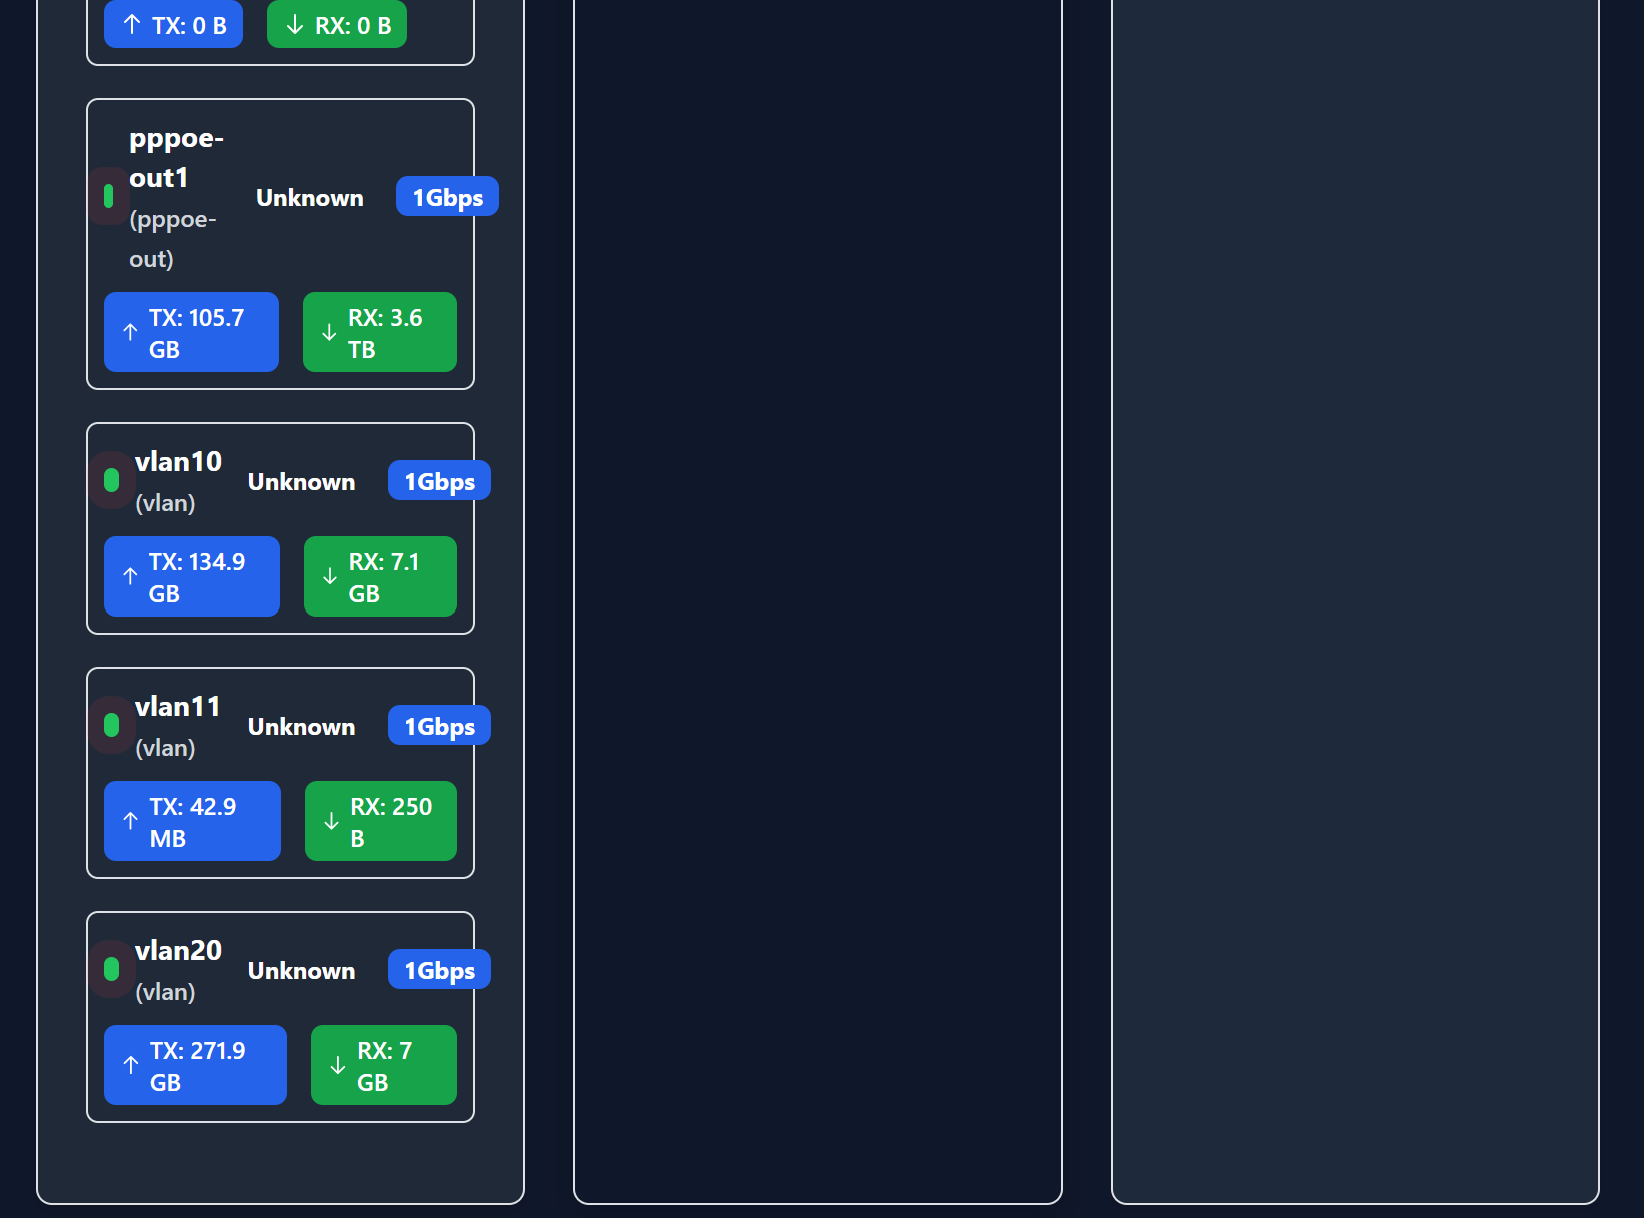 ↑ TX: 0 B ↓ RX: 0 B
pppoe-
out1
(pppoe-
out)
Unknown
1Gbps
↑ TX: 105.7
GB
↓ RX: 3.6
TB
vlan10
(vlan)
Unknown
1Gbps
↑ TX: 134.9
GB
↓ RX: 7.1
GB
vlan11
(vlan)
Unknown
1Gbps
↑ TX: 42.9
MB
↓ RX: 250
B
vlan20
(vlan)
Unknown
1Gbps
↑ TX: 271.9
GB
↓ RX: 7
GB